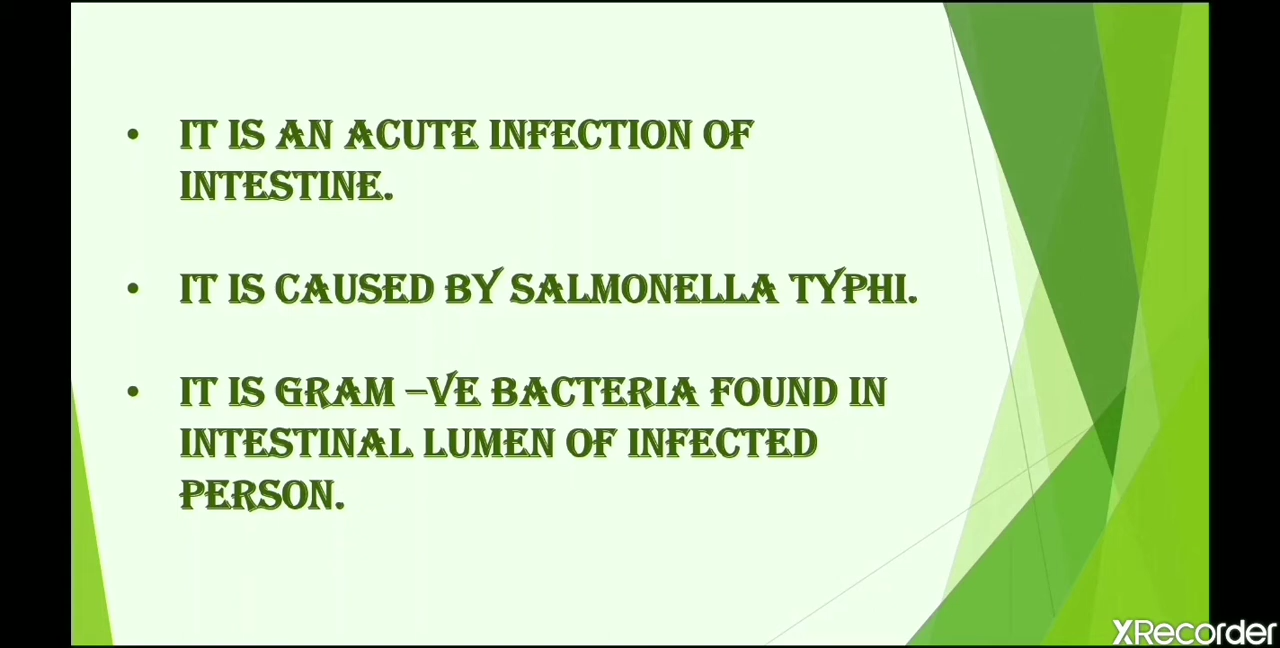 • IT IS AN ACUTE INFECTION OF
INTESTINE.
• IT IS CAUSED BY SALMONELLA TYPHI.
• IT IS GRAM –VE BACTERIA FOUND IN
INTESTINAL LUMEN OF INFECTED
PERSON.
XRecorder